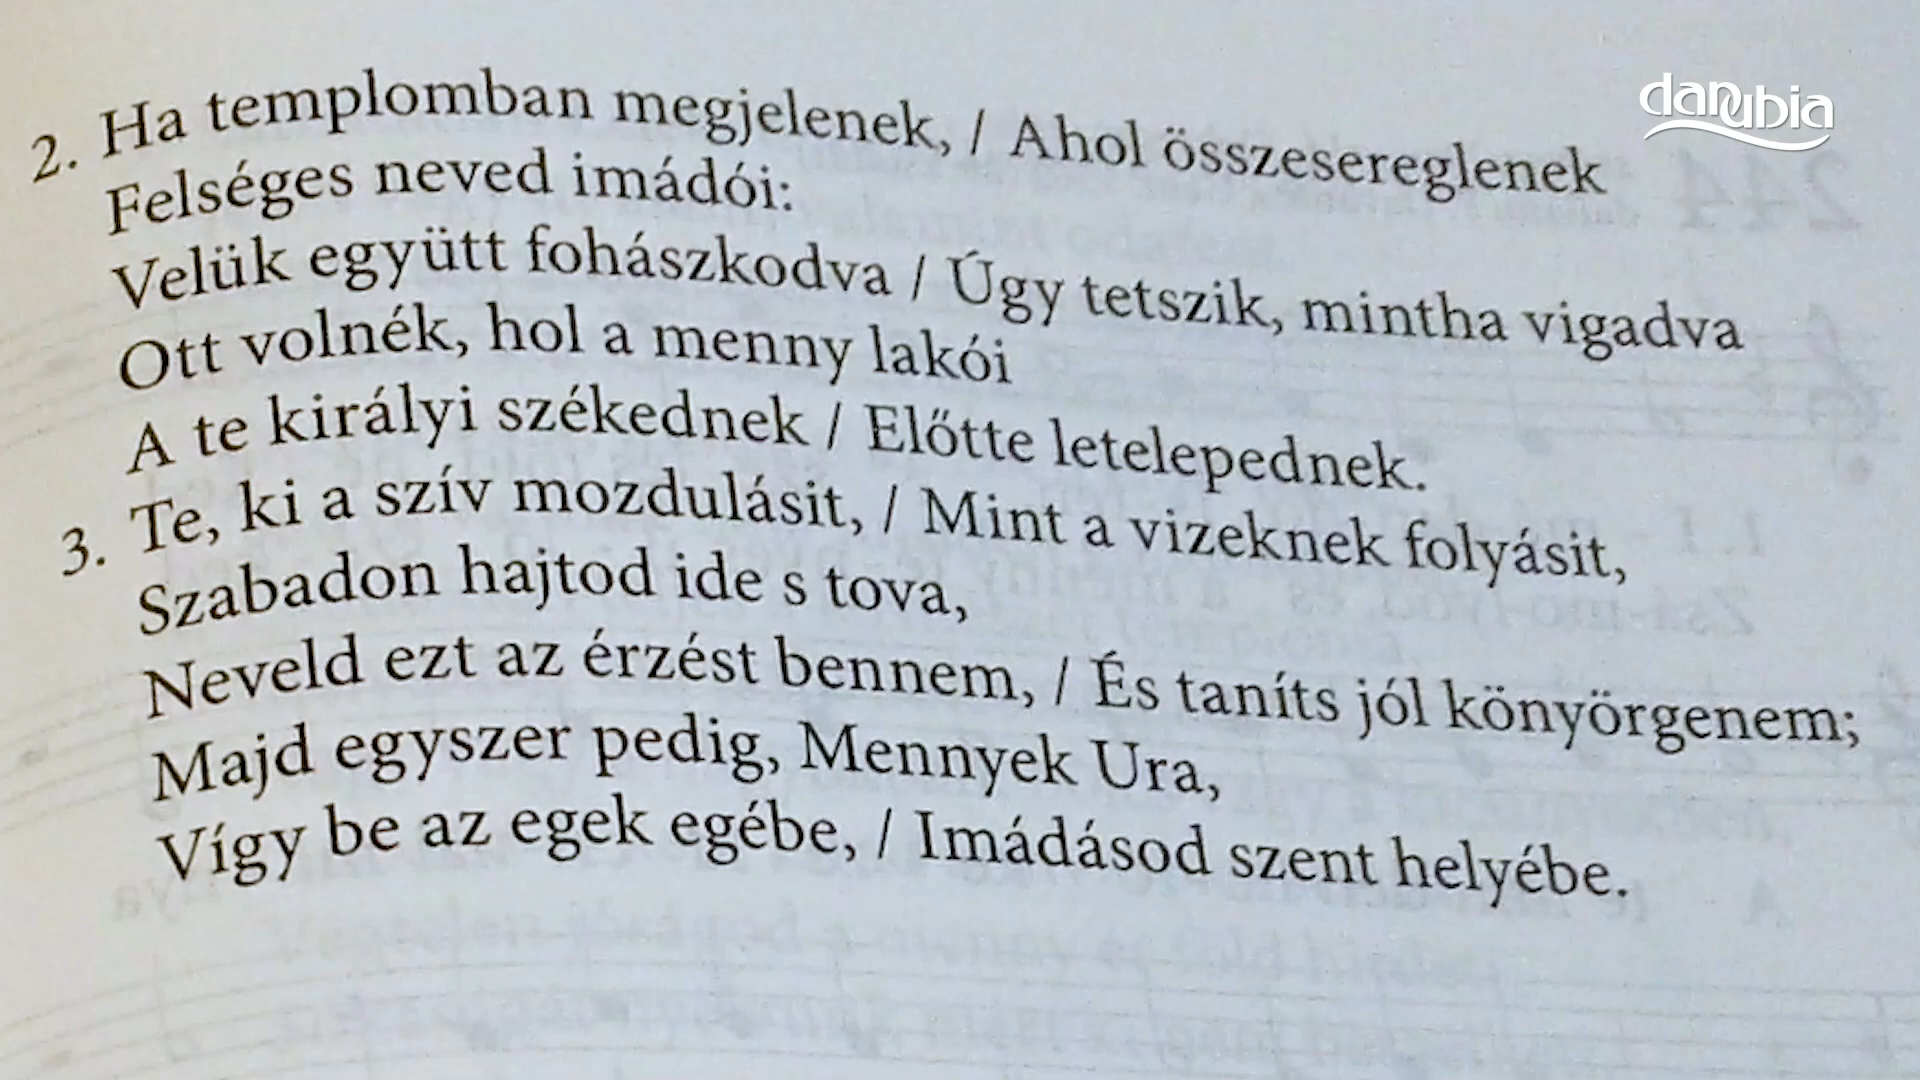 danubia
2. Ha templomban megjelenek, / Ahol összesereglenek
Felséges neved imádói:
Velük együtt fohászkodva / Úgy tetszik, mintha vigadva
Ott volnék, hol a menny lakói
A te királyi székednek / Előtte letelepednek.
3. Te, ki a szív mozdulásit, / Mint a vizeknek folyásit,
Szabadon hajtod ide s tova,
Neveld ezt az érzést bennem, / És taníts jól könyörgenem;
Majd egyszer pedig, Mennyek Ura,
Vígy be az egek egébe, / Imádásod szent helyébe.